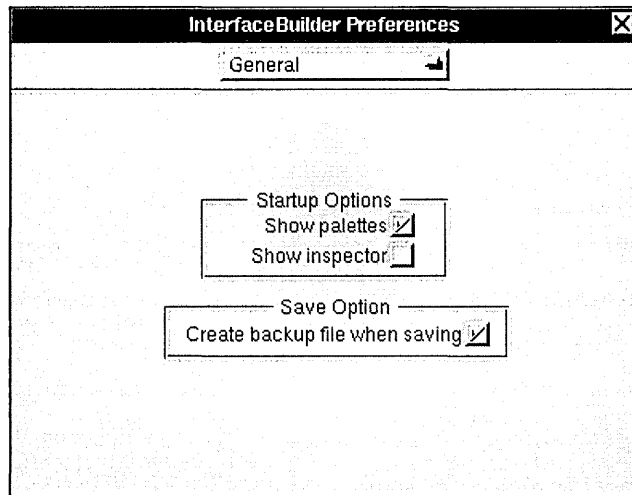 InterfaceBuilder Preferences
General
Startup Options
Show palettes
Show inspector
Save Option
Create backup file when saving